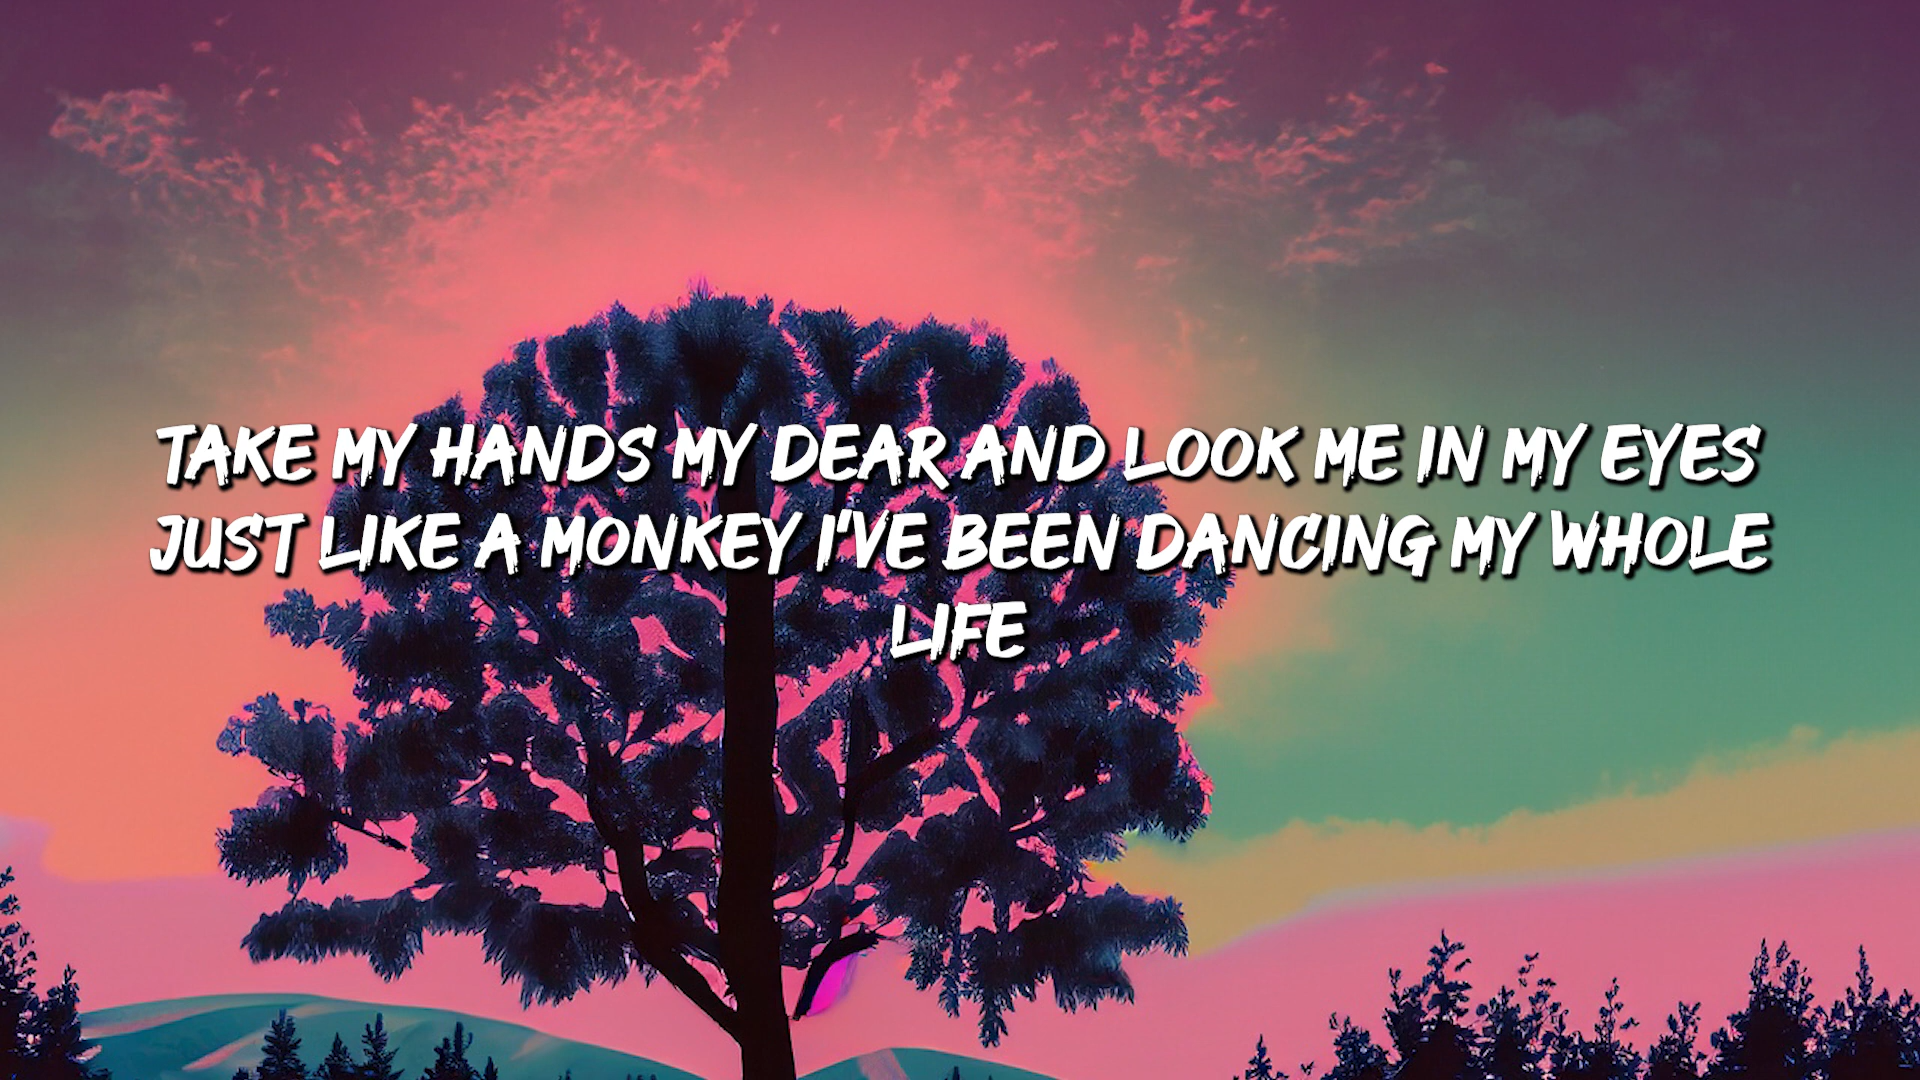 TAKE MY HANDS MY DEAR AND LOOK ME IN MY EYES
JUST LIKE A MONKEY I'VE BEEN DANCING MY WHOLE
LIFE